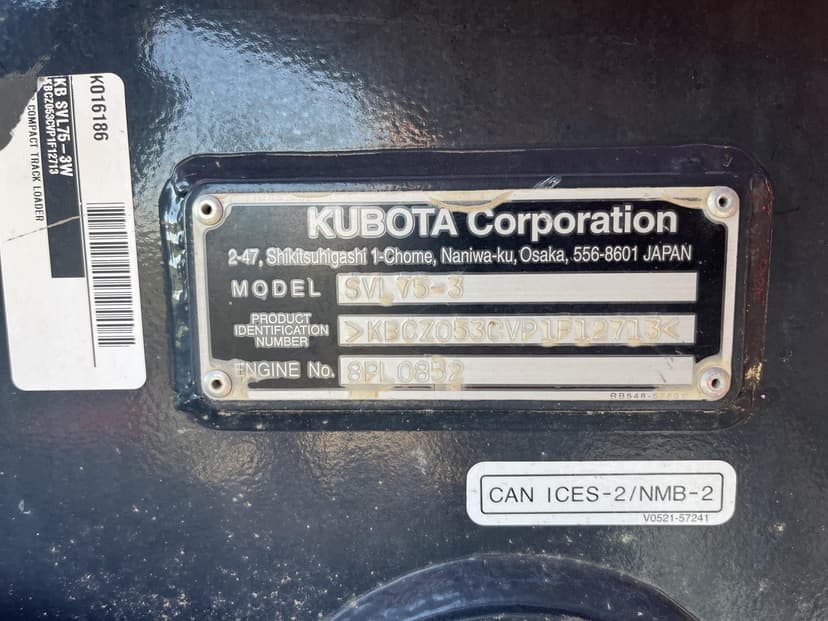 K016186
KB SVL75-3W
KBCZ053CVP1F12713
COMPACT TRACK LOADER
KUBOTA Corporation
2-47, Shikitsuhigashi 1-Chome, Naniwa-ku, Osaka, 556-8601 JAPAN
MODEL SVL75-3
PRODUCT
IDENTIFICATION
NUMBER
>KBCZ053CVP1F12713<
ENGINE No. 8PL0852
CAN ICES-2/NMB-2
V0521-57241